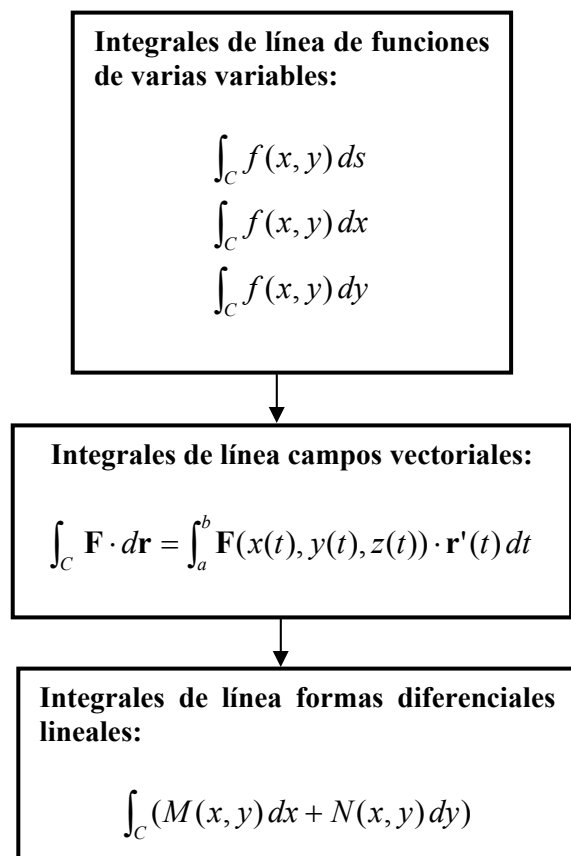 Integrales de línea de funciones
de varias variables:
∫_C f(x, y) ds
∫_C f(x, y) dx
∫_C f(x, y) dy
Integrales de línea campos vectoriales:
∫_C F · dr = ∫_a^b F(x(t), y(t), z(t)) · r'(t) dt
Integrales de línea formas diferenciales
lineales:
∫_C (M(x, y) dx + N(x, y) dy)